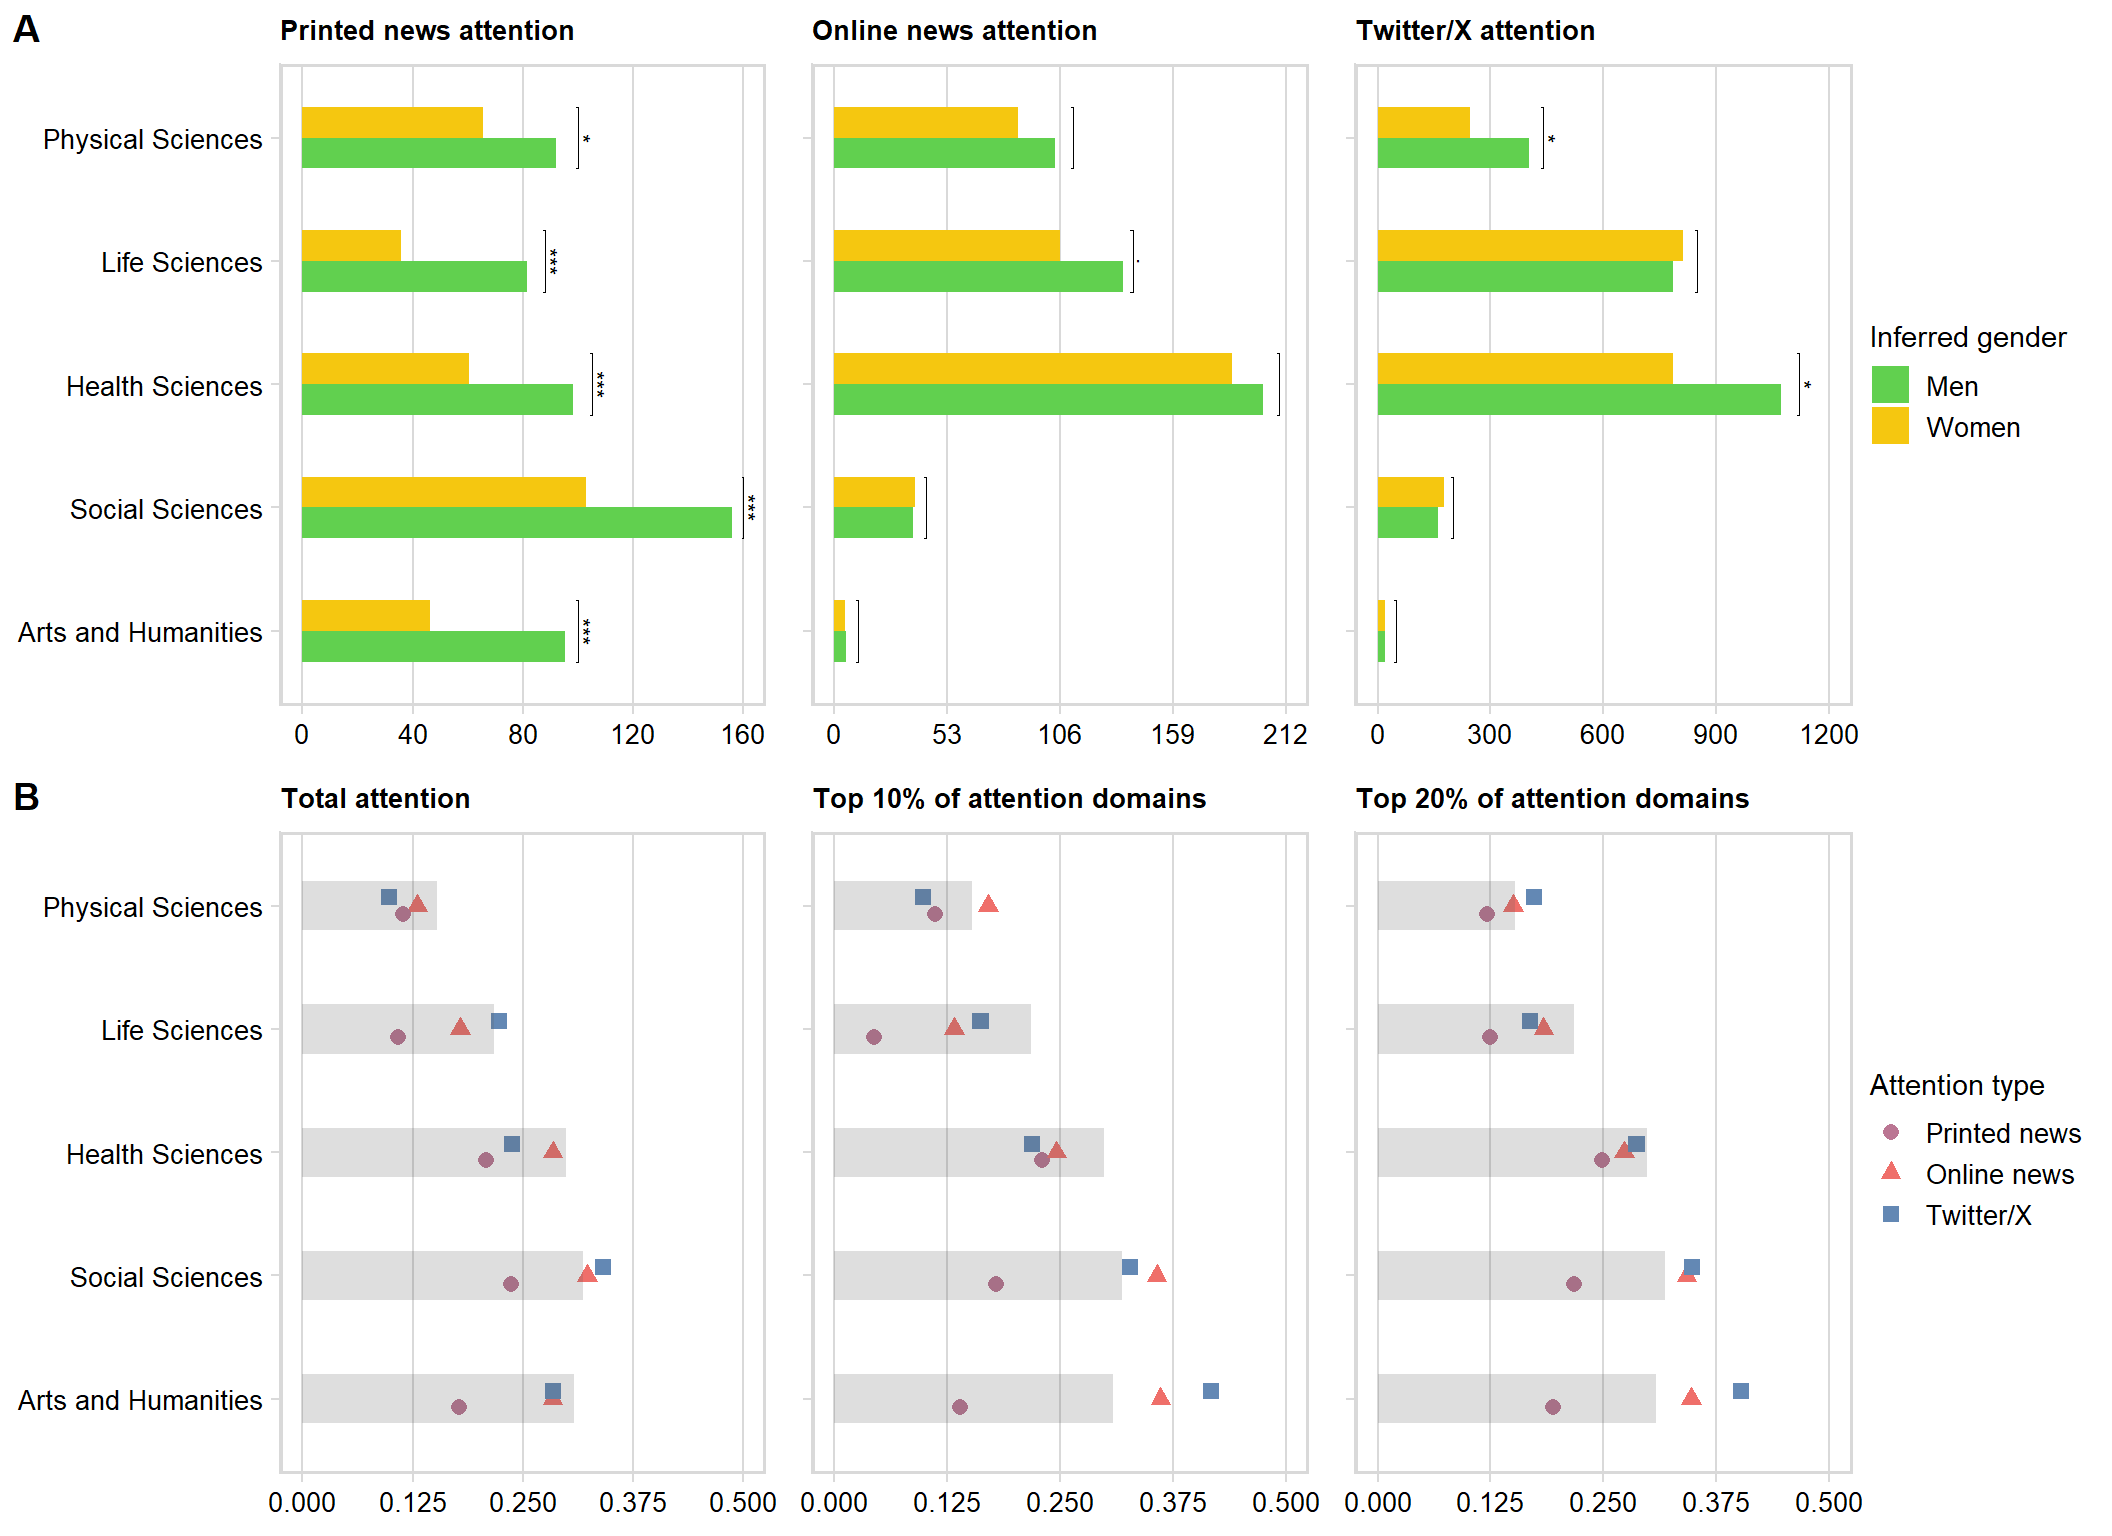 A
Printed news attention
Online news attention
Twitter/X attention
Physical Sciences
*
*
Life Sciences
***
.
Health Sciences
***
*
Social Sciences
***
Arts and Humanities
***
0 40 80 120 160
0 53 106 159 212
0 300 600 900 1200
Inferred gender
Men
Women
B
Total attention
Top 10% of attention domains
Top 20% of attention domains
Physical Sciences
Life Sciences
Health Sciences
Social Sciences
Arts and Humanities
0.000 0.125 0.250 0.375 0.500
0.000 0.125 0.250 0.375 0.500
0.000 0.125 0.250 0.375 0.500
Attention type
Printed news
Online news
Twitter/X